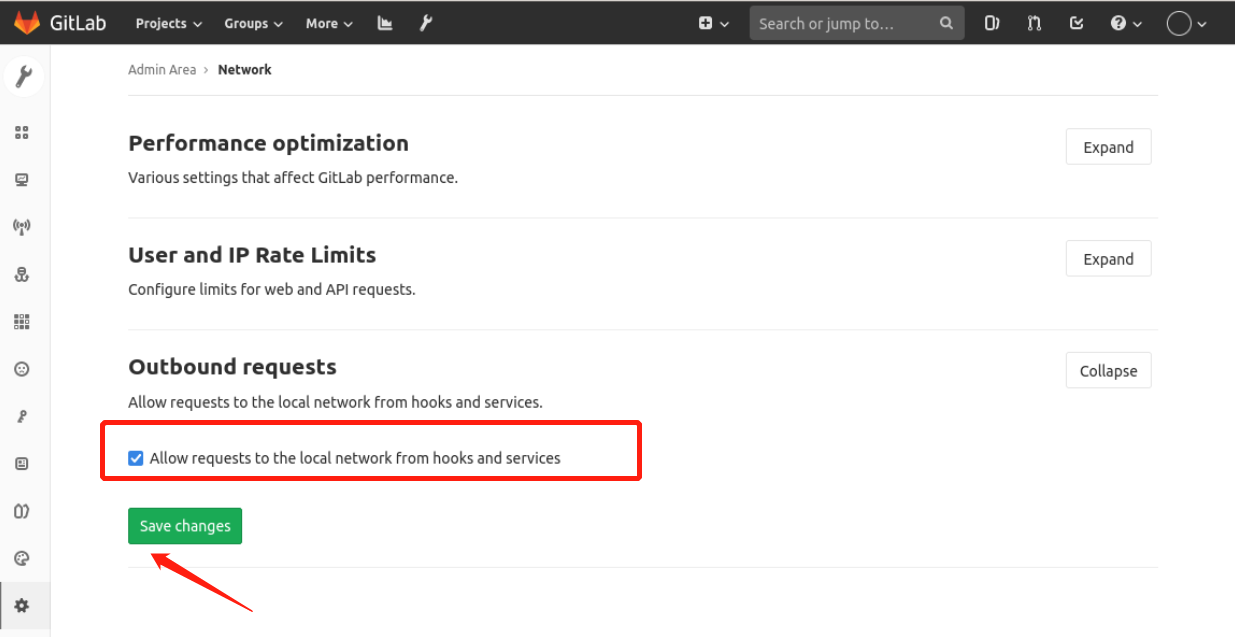 GitLab Projects Groups More Search or jump to...
Admin Area › Network
Performance optimization
Expand
Various settings that affect GitLab performance.
User and IP Rate Limits
Expand
Configure limits for web and API requests.
Outbound requests
Collapse
Allow requests to the local network from hooks and services.
Allow requests to the local network from hooks and services
Save changes